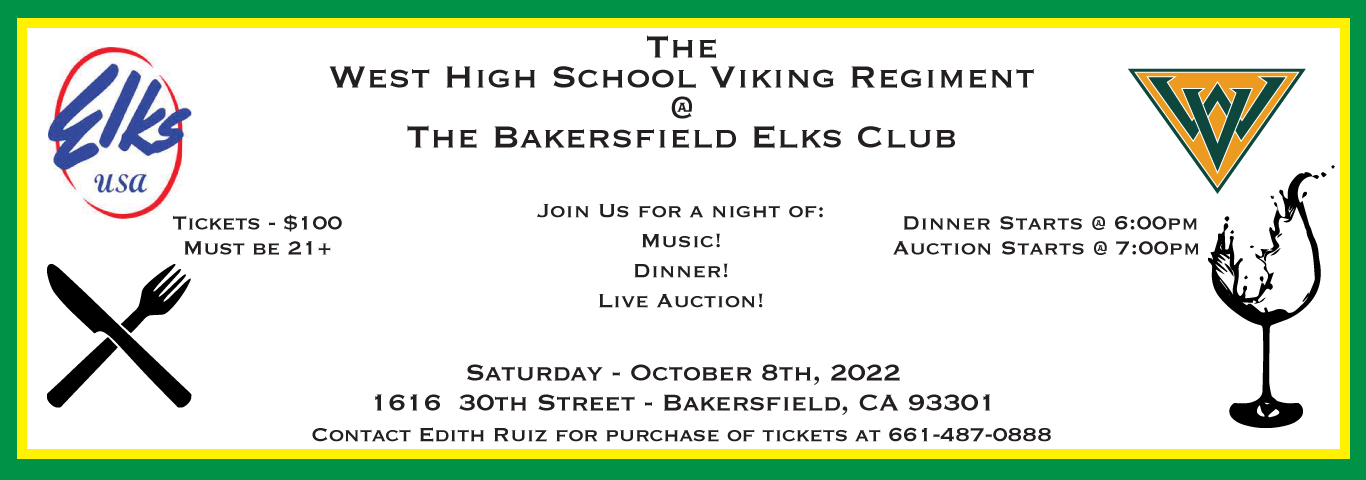 The
West High School Viking Regiment
@
The Bakersfield Elks Club
Elks
usa
W
Tickets - $100
Must be 21+
Join Us for a night of:
Music!
Dinner!
Live Auction!
Dinner Starts @ 6:00pm
Auction Starts @ 7:00pm
Saturday - October 8th, 2022
1616 30th Street - Bakersfield, CA 93301
Contact Edith Ruiz for purchase of tickets at 661-487-0888